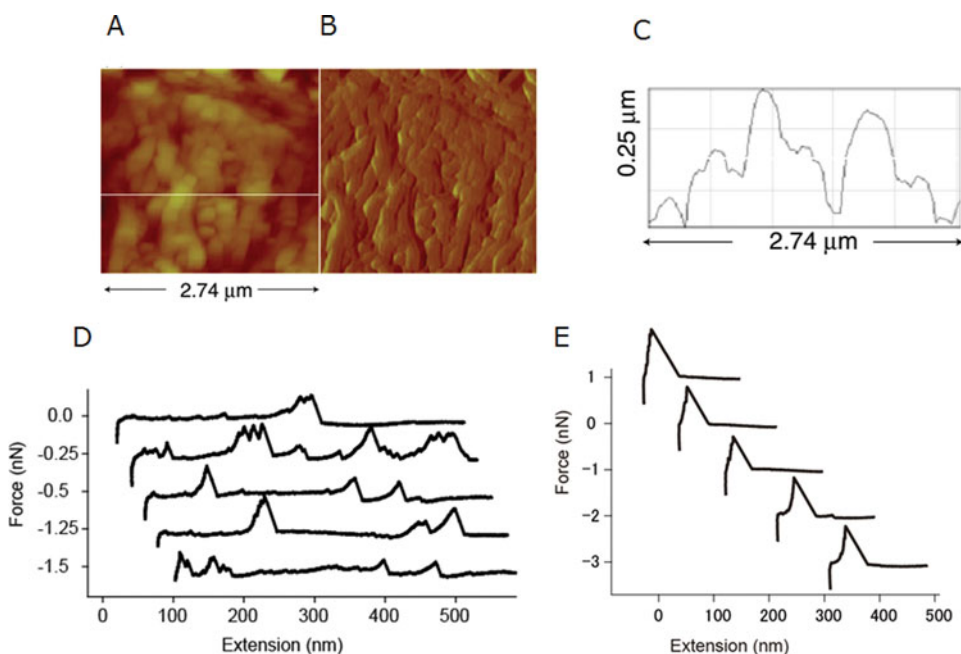 A
B
C
0.25 μm
2.74 μm
2.74 μm
D
E
Force (nN)
0.0
-0.25
-0.5
-1.25
-1.5
0 100 200 300 400 500
Extension (nm)
Force (nN)
1
0
-1
-2
-3
0 100 200 300 400 500
Extension (nm)